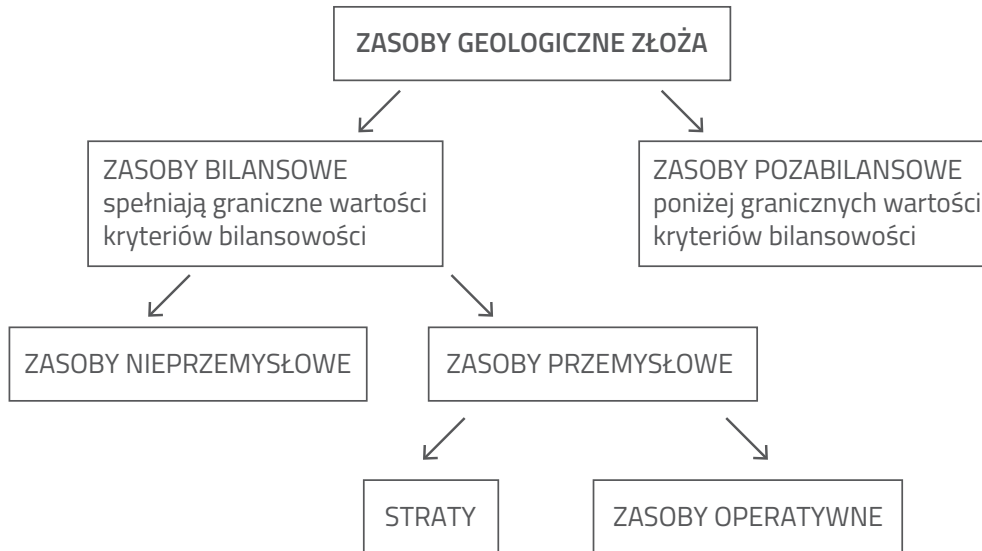 ZASOBY GEOLOGICZNE ZŁOŻA
ZASOBY BILANSOWE
spełniają graniczne wartości
kryteriów bilansowości
ZASOBY POZABILANSOWE
poniżej granicznych wartości
kryteriów bilansowości
ZASOBY NIEPRZEMYSŁOWE
ZASOBY PRZEMYSŁOWE
STRATY
ZASOBY OPERATYWNE